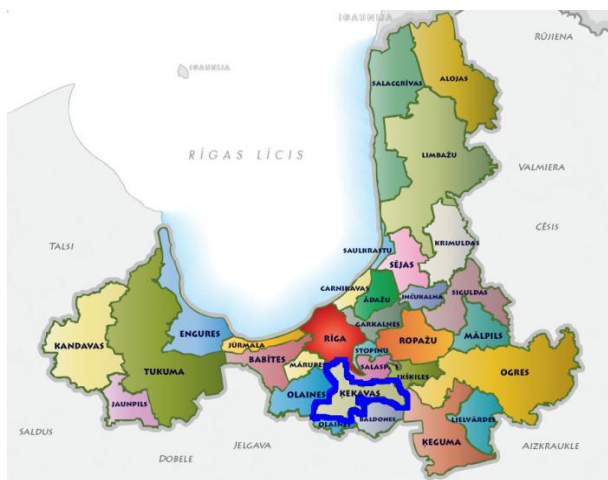 IGAUNIJA
RŪJIENA
IGAUNIJA
SALACGRĪVAS
ALOJAS
RĪGAS LĪCIS
LIMBAŽU
VALMIERA
TALSI
CĒSIS
KRIMULDAS
SAULKRASTU
SĒJAS
CARNIKAVAS
ĀDAŽU
INČUKALNA
SIGULDAS
ENGURES
GARKALNES
KANDAVAS
JŪRMALA
RĪGA
ROPAŽU
MĀLPILS
BABĪTES
STOPIŅU
TUKUMA
MĀRUPES
SALASPI
IKŠĶILES
OGRES
OLAINES
ĶEKAVAS
JAUNPILS
LIELVĀRDES
BALDONES
ĶEGUMA
OLAINES
SALDUS
JELGAVA
AIZKRAUKLE
DOBELE